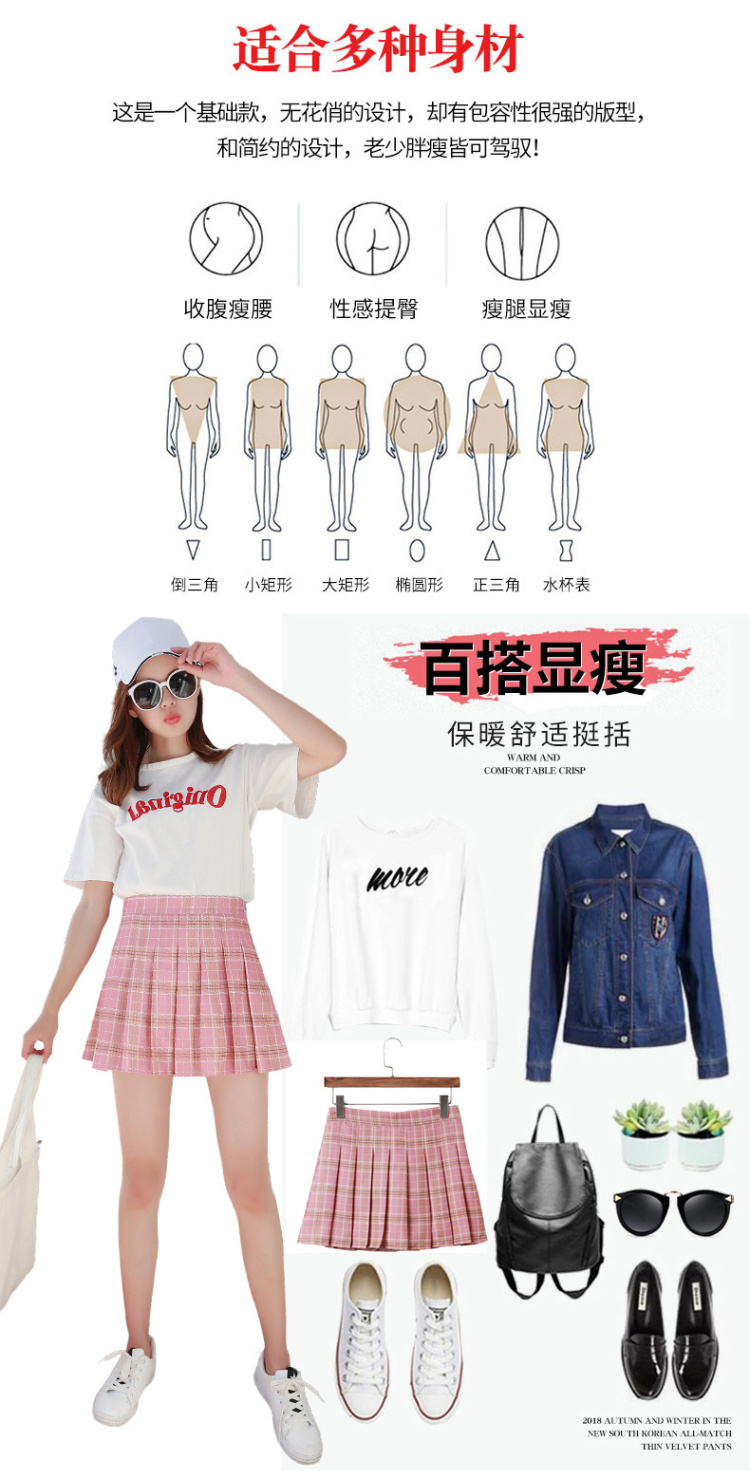 适合多种身材
这是一个基础款，无花俏的设计，却有包容性很强的版型，
和简约的设计，老少胖瘦皆可驾驭！
收腹瘦腰
性感提臀
瘦腿显瘦
倒三角
小矩形
大矩形
椭圆形
正三角
水杯表
百搭显瘦
保暖舒适挺括
WARM AND
COMFORTABLE CRISP
Original
more
2018 AUTUMN AND WINTER IN THE
NEW SOUTH KOREAN ALL-MATCH
THIN VELVET PANTS